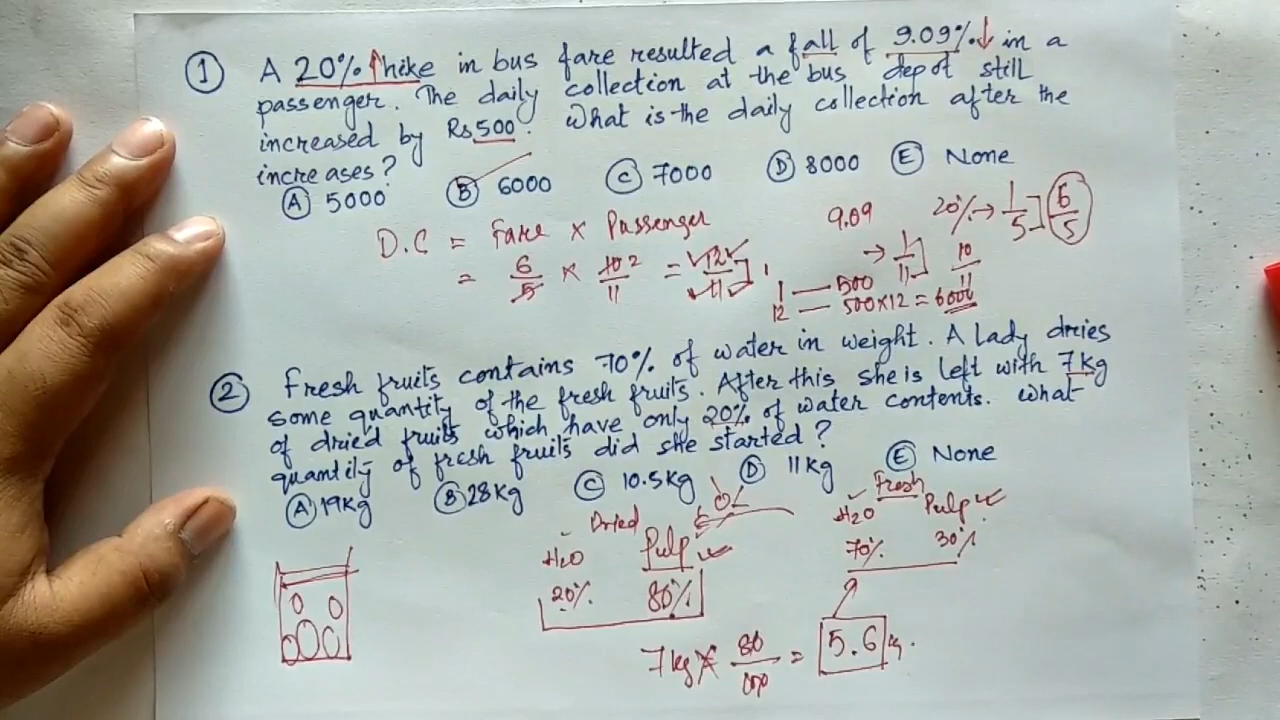 ① A 20% ↑ hike in bus fare resulted a fall of 9.09% ↓ in a
passenger. The daily collection at the bus depot still
increased by Rs 500. What is the daily collection after the
increases?
Ⓐ 5000 Ⓑ 6000 Ⓒ 7000 Ⓓ 8000 Ⓔ None
D.C = Fare × Passenger 9.09 20% → 1/5 ] 6/5
= 6/5 × 10/11 2 = 12/11 ] 1 → 1/11 ] 10/11
1 — 500
12 — 500×12 = 6000
② Fresh fruits contains 70% of water in weight. A Lady dries
some quantity of the fresh fruits. After this she is left with 7kg
of dried fruits which have only 20% of water contents. what
quantity of fresh fruits did she started?
Ⓐ 19kg Ⓑ 28kg Ⓒ 10.5kg Ⓓ 11kg Ⓔ None
Dried Fresh
H₂O Pulp H₂O Pulp
20% 80% 70% 30%
7kg × 80/100 = 5.6 kg.